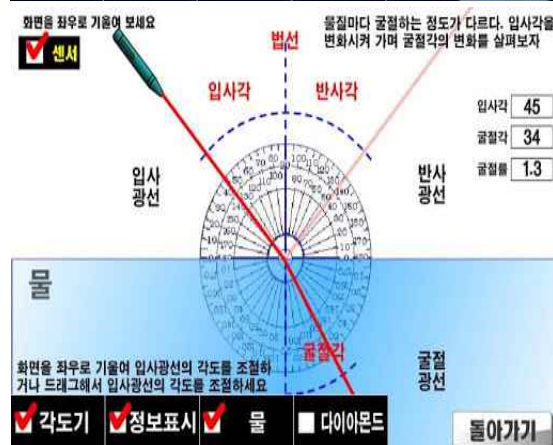 화면을 좌우로 기울여 보세요
센서
물질마다 굴절하는 정도가 다르다. 입사각을
변화시켜 가며 굴절각의 변화를 살펴보자
법선
입사각
반사각
입사각 45
굴절각 34
굴절률 1.3
입사
광선
반사
광선
물
굴절각
굴절
광선
화면을 좌우로 기울여 입사광선의 각도를 조절하
거나 드래그해서 입사광선의 각도를 조절하세요
각도기
정보표시
물
다이아몬드
돌아가기